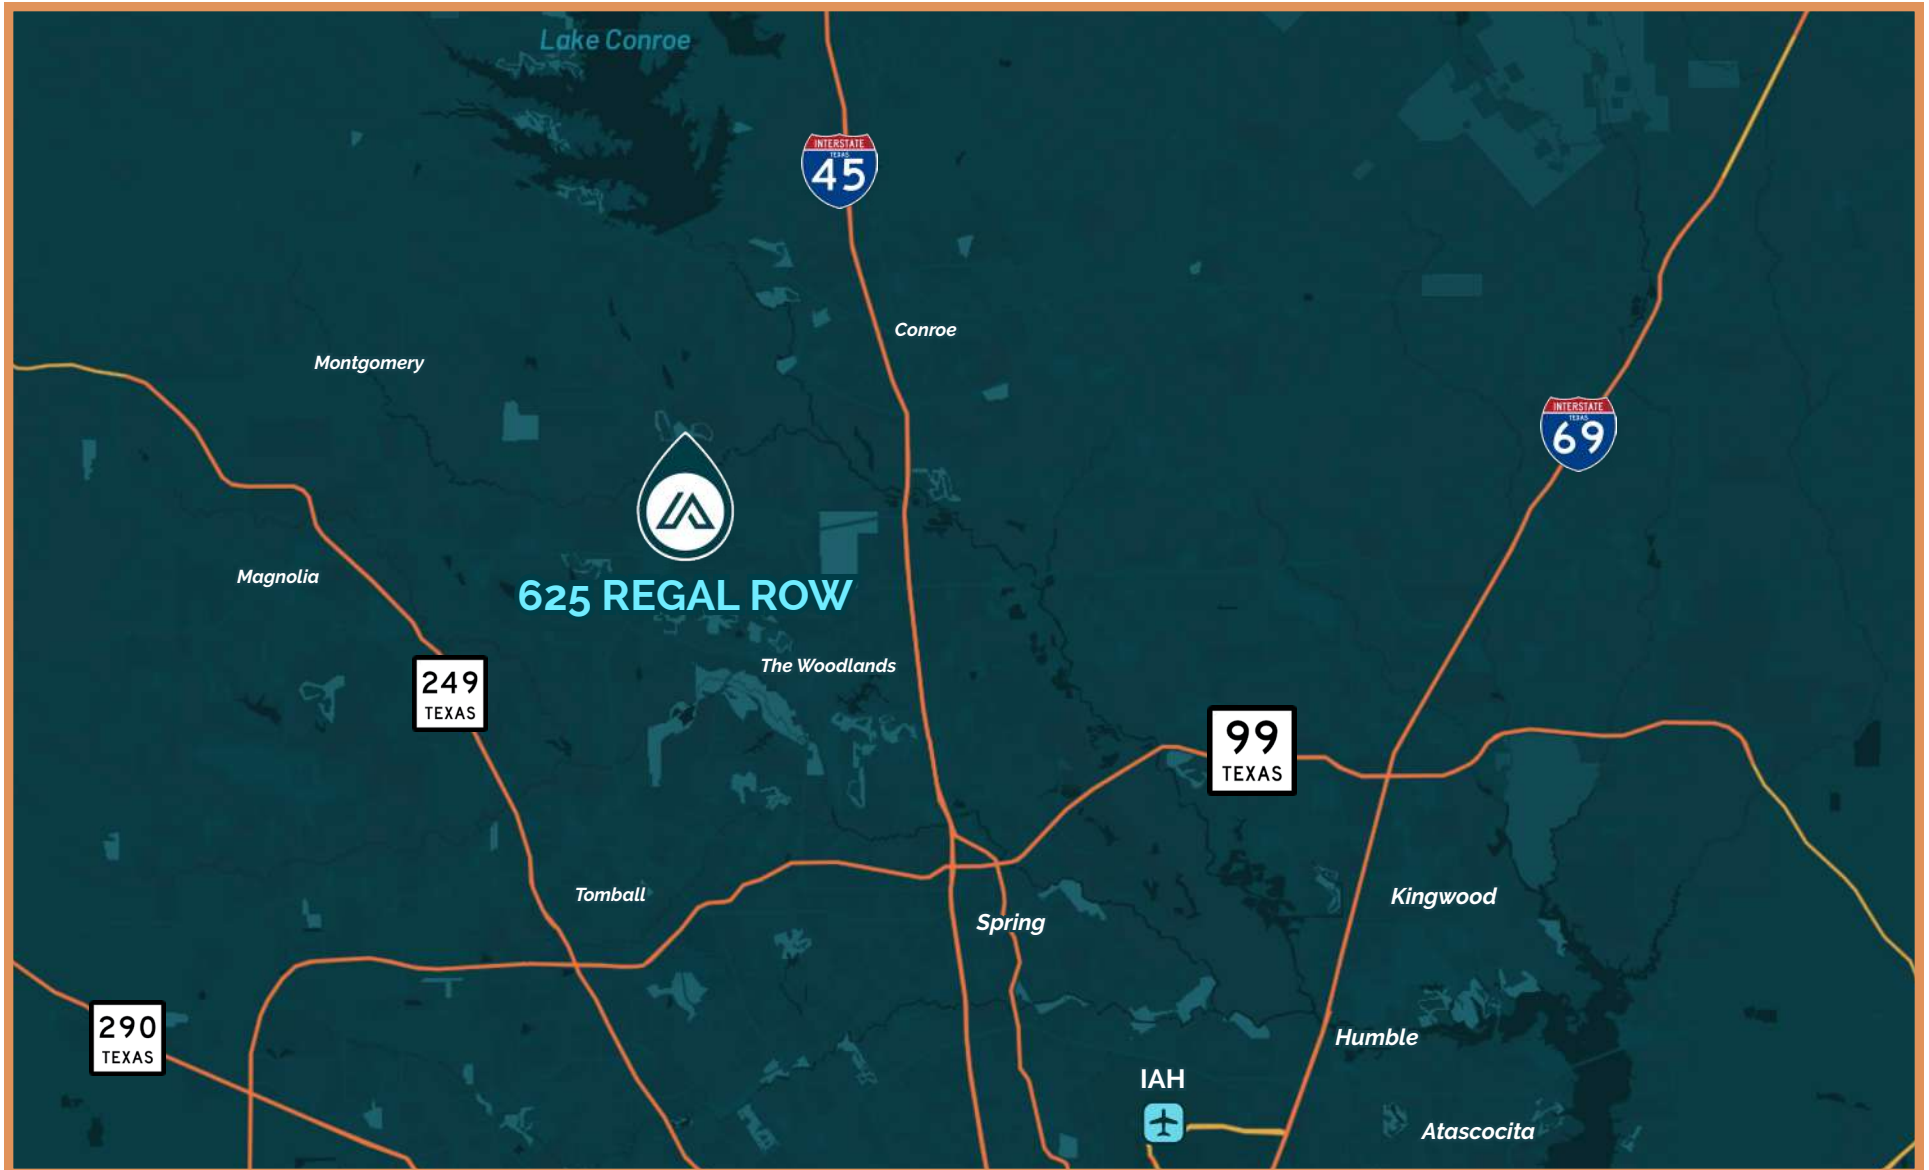 Lake Conroe
INTERSTATE
TEXAS
45
Conroe
Montgomery
INTERSTATE
TEXAS
69
Magnolia
625 REGAL ROW
The Woodlands
249
TEXAS
99
TEXAS
Tomball
Kingwood
Spring
290
TEXAS
Humble
IAH
Atascocita